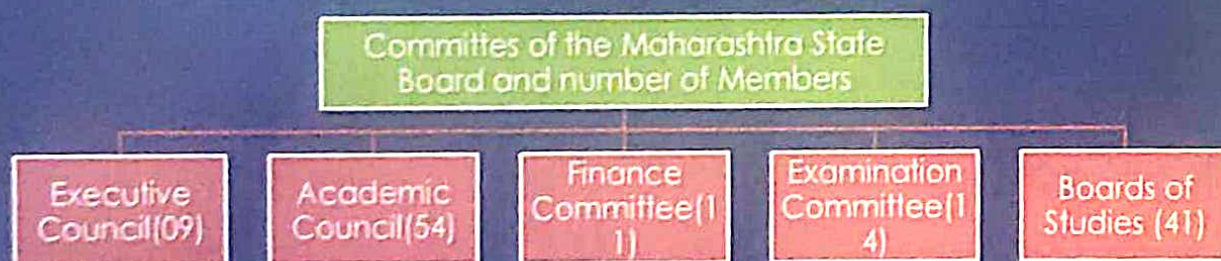 Committes of the Maharashtra State
Board and number of Members
Executive
Council(09)
Academic
Council(54)
Finance
Committee(1
1)
Examination
Committee(1
4)
Boards of
Studies (41)